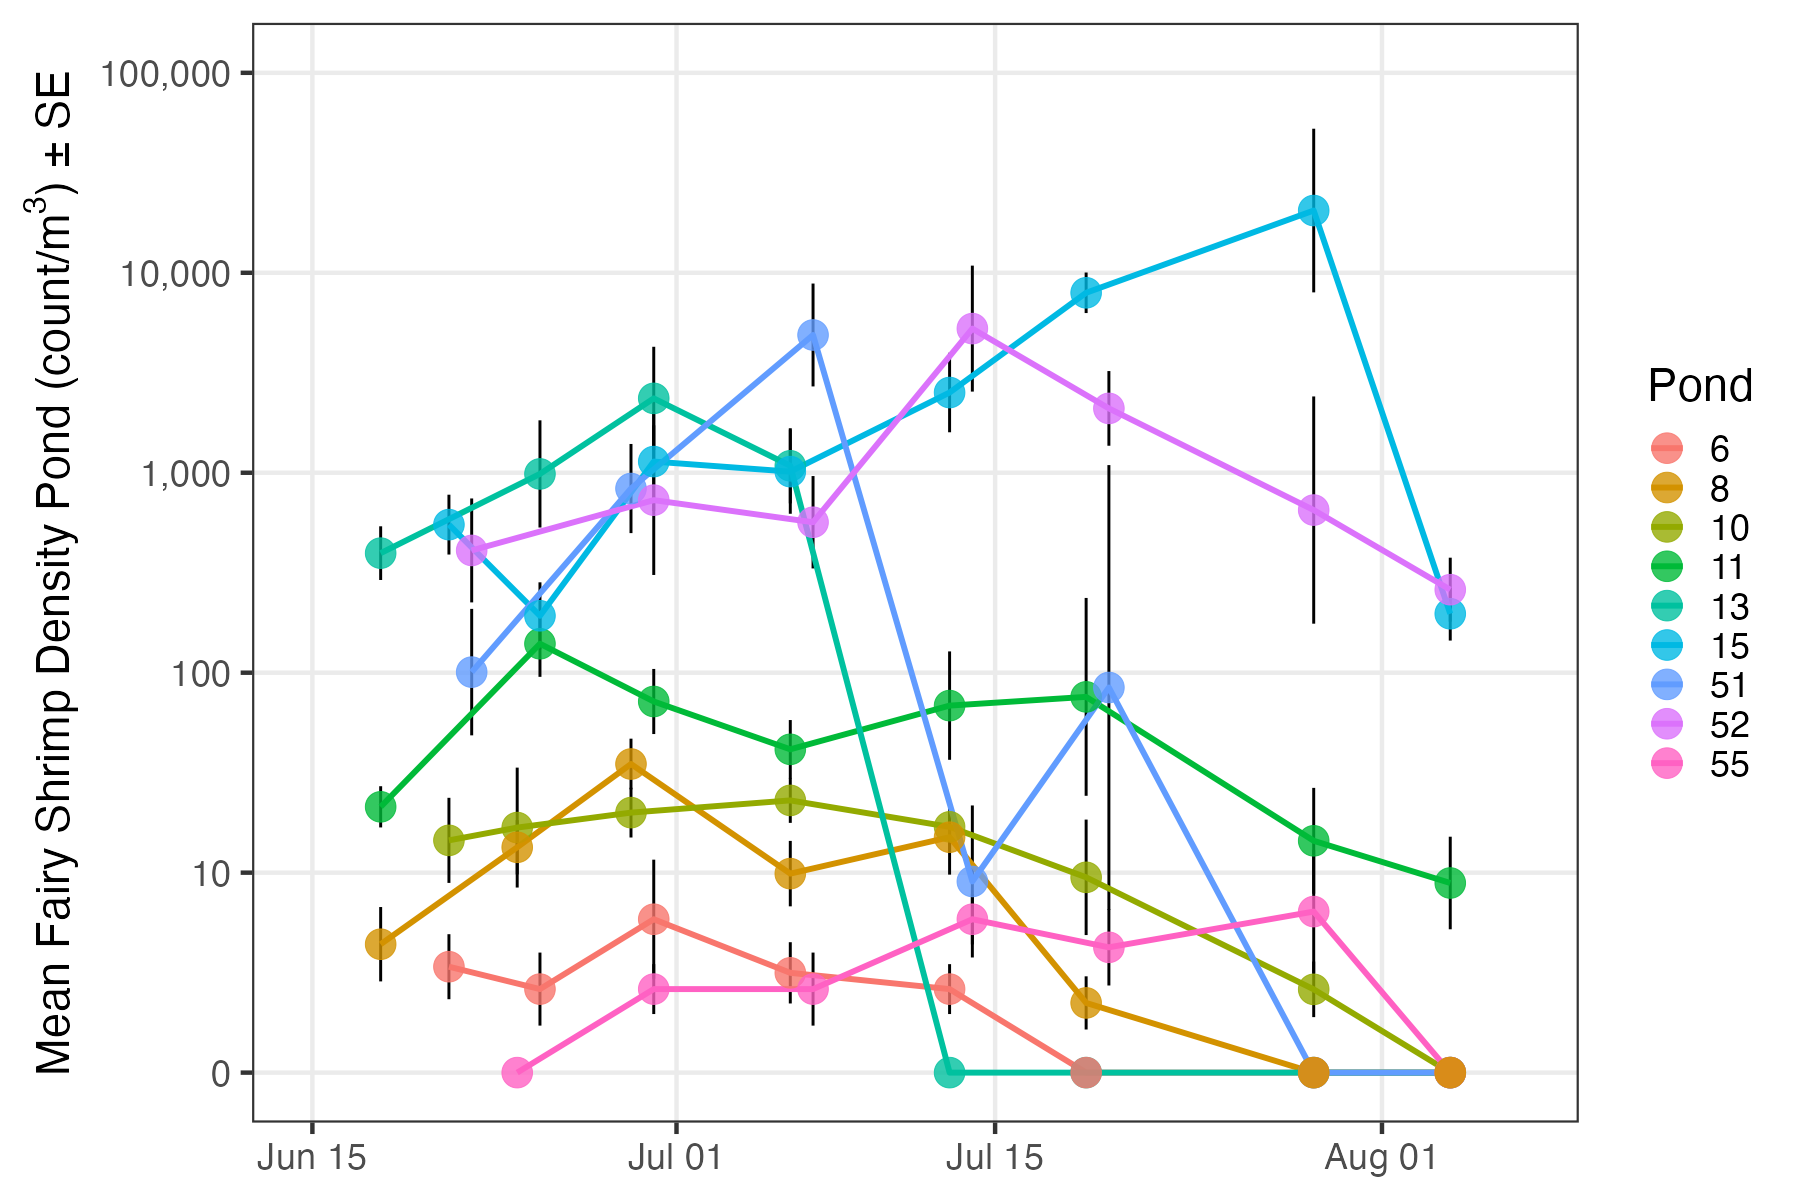 Mean Fairy Shrimp Density Pond (count/m³) ± SE
100,000
10,000
1,000
100
10
0
Jun 15
Jul 01
Jul 15
Aug 01
Pond
6
8
10
11
13
15
51
52
55